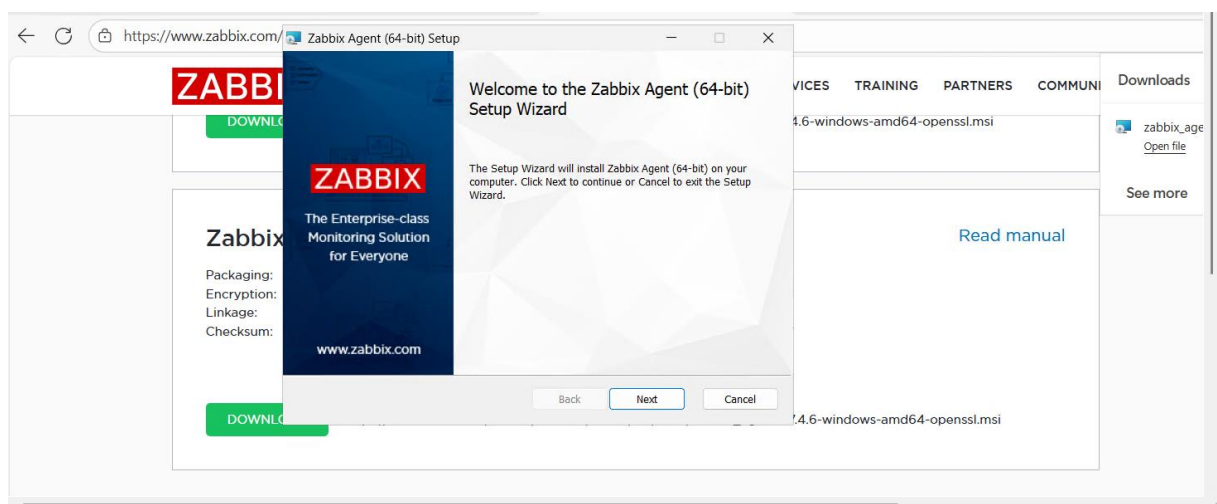 https://www.zabbix.com/
Zabbix Agent (64-bit) Setup
ZABBI
VICES TRAINING PARTNERS COMMUNI
Downloads
zabbix_age
Open file
See more
DOWNLO
4.6-windows-amd64-openssl.msi
Welcome to the Zabbix Agent (64-bit)
Setup Wizard
The Setup Wizard will install Zabbix Agent (64-bit) on your
computer. Click Next to continue or Cancel to exit the Setup
Wizard.
ZABBIX
The Enterprise-class
Monitoring Solution
for Everyone
www.zabbix.com
Back Next Cancel
Zabbix
Read manual
Packaging:
Encryption:
Linkage:
Checksum:
DOWNLO
7.4.6-windows-amd64-openssl.msi